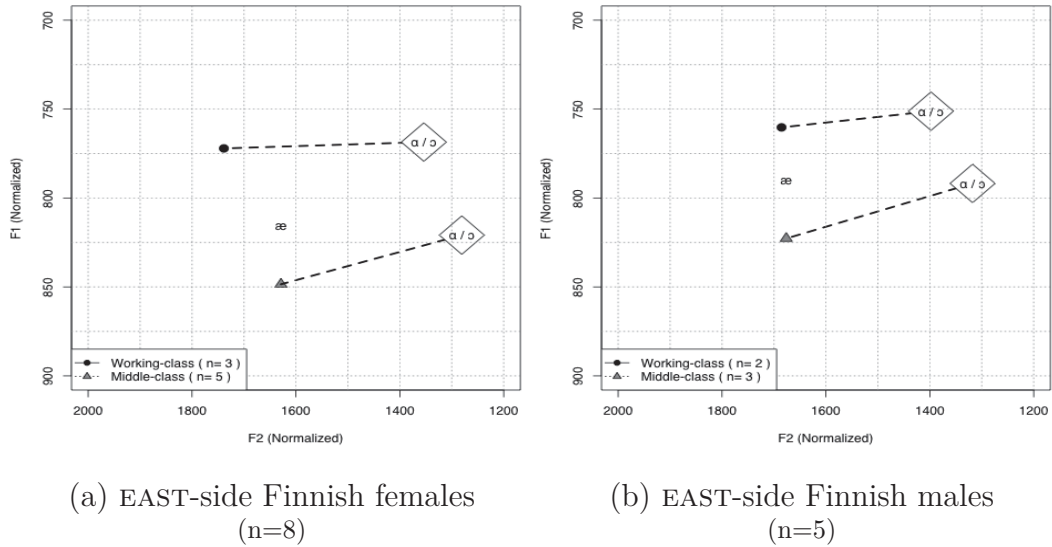 700
750
800
850
900
F1 (Normalized)
ɑ / ɔ
æ
ɑ / ɔ
Working-class ( n= 3 )
Middle-class ( n= 5 )
2000 1800 1600 1400 1200
F2 (Normalized)
(a) EAST-side Finnish females
(n=8)
700
750
800
850
900
F1 (Normalized)
ɑ / ɔ
æ
ɑ / ɔ
Working-class ( n= 2 )
Middle-class ( n= 3 )
2000 1800 1600 1400 1200
F2 (Normalized)
(b) EAST-side Finnish males
(n=5)